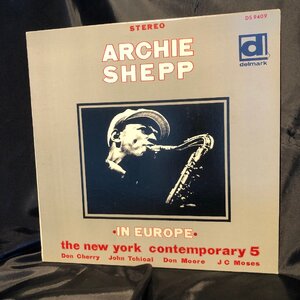 STEREO
DS 9409
ARCHIE
SHEPP
d
delmark
•IN EUROPE•
the new york contemporary 5
Don Cherry John Tchicai Don Moore J C Moses